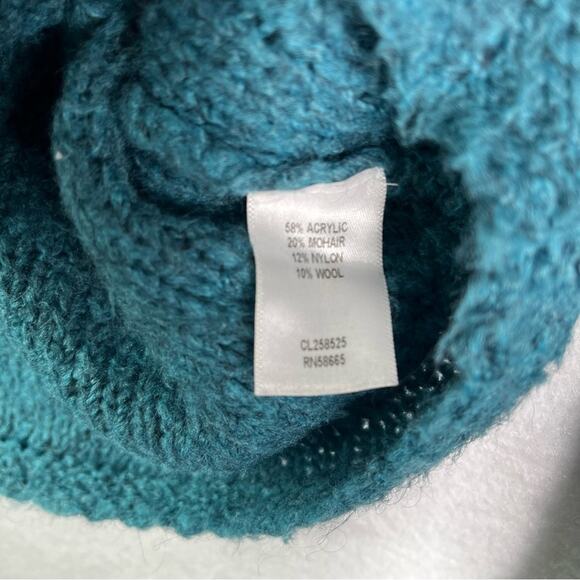 58% ACRYLIC
20% MOHAIR
12% NYLON
10% WOOL
CL258525
RN58665